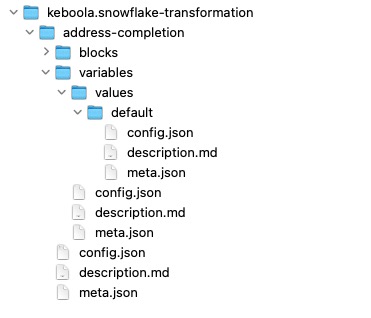 keboola.snowflake-transformation
address-completion
blocks
variables
values
default
config.json
description.md
meta.json
config.json
description.md
meta.json
config.json
description.md
meta.json